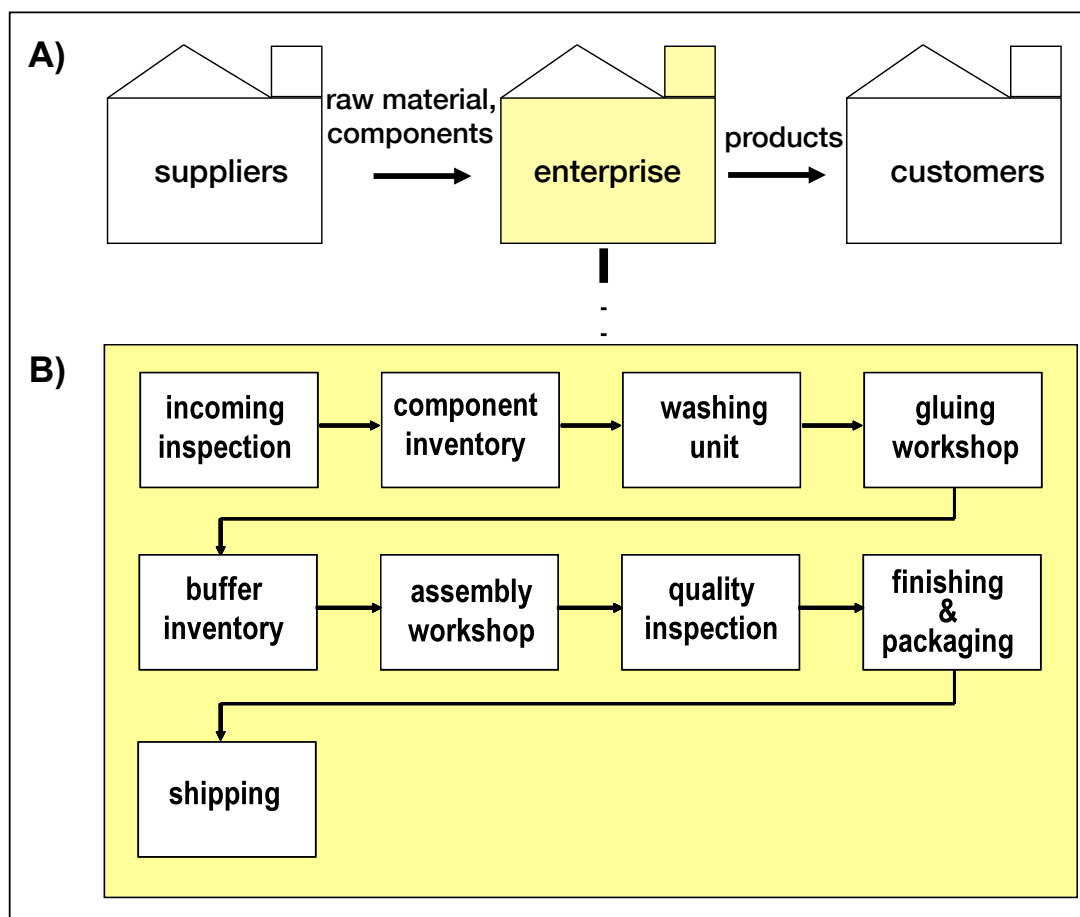 A)
suppliers
raw material,
components
enterprise
products
customers
B)
incoming
inspection
component
inventory
washing
unit
gluing
workshop
buffer
inventory
assembly
workshop
quality
inspection
finishing
&
packaging
shipping